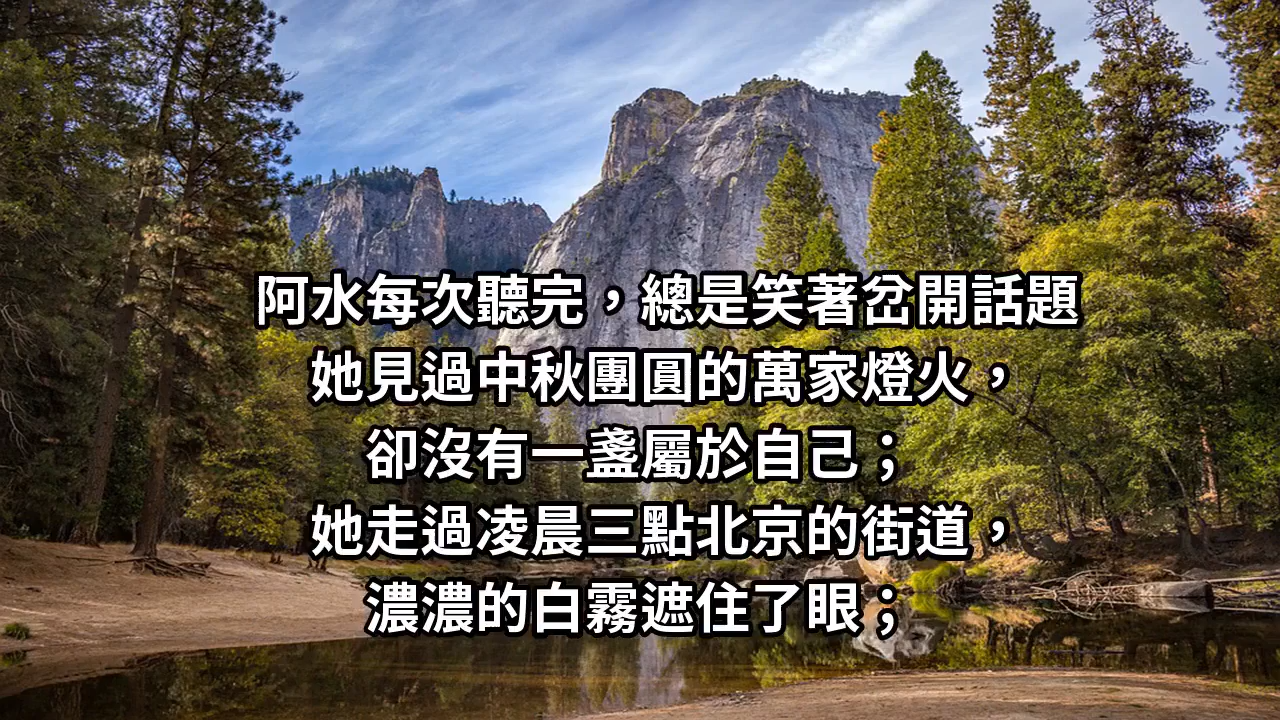 阿水每次聽完，總是笑著岔開話題
她見過中秋團圓的萬家燈火，
卻沒有一盞屬於自己；
她走過凌晨三點北京的街道，
濃濃的白霧遮住了眼；